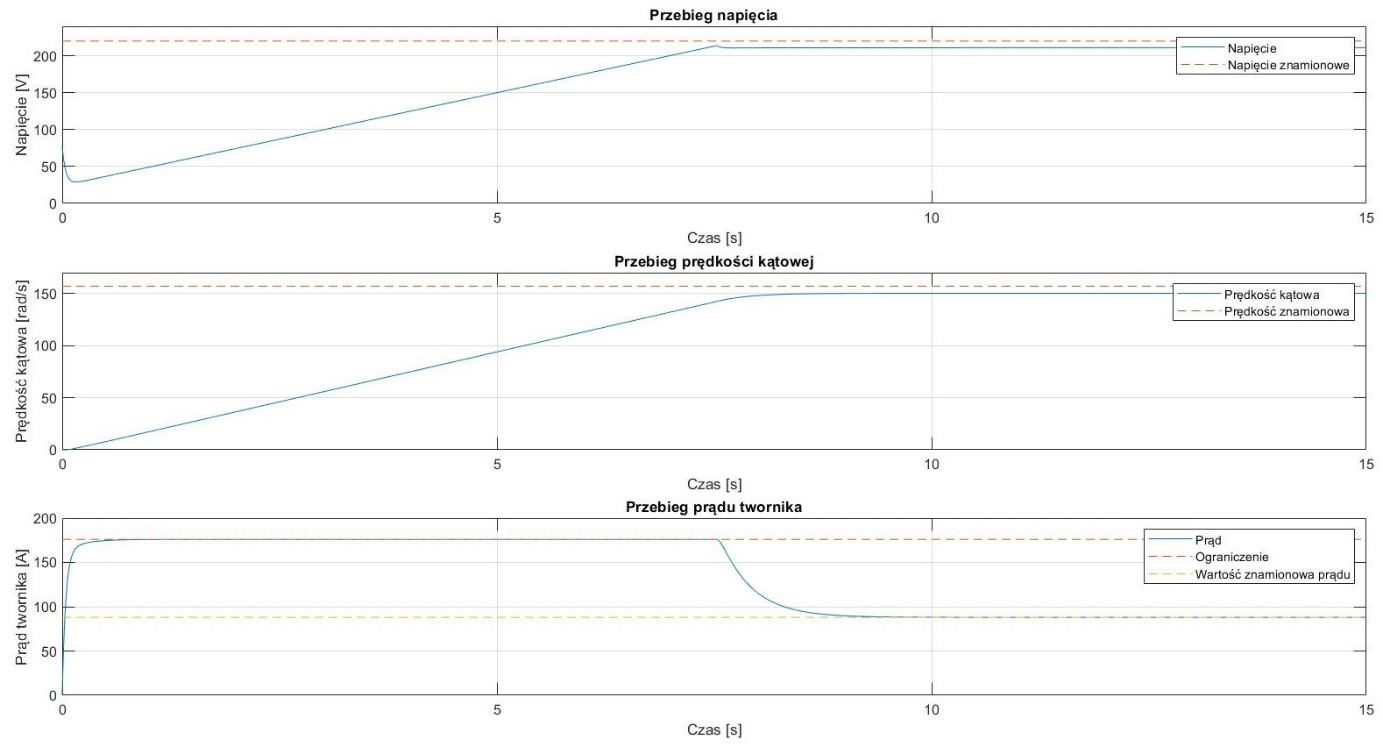 Przebieg napięcia
Napięcie [V]
200
150
100
50
0
Napięcie
Napięcie znamionowe
0
5
10
15
Czas [s]
Przebieg prędkości kątowej
Prędkość kątowa [rad/s]
150
100
50
0
Prędkość kątowa
Prędkość znamionowa
0
5
10
15
Czas [s]
Przebieg prądu twornika
Prąd twornika [A]
200
150
100
50
0
Prąd
Ograniczenie
Wartość znamionowa prądu
0
5
10
15
Czas [s]